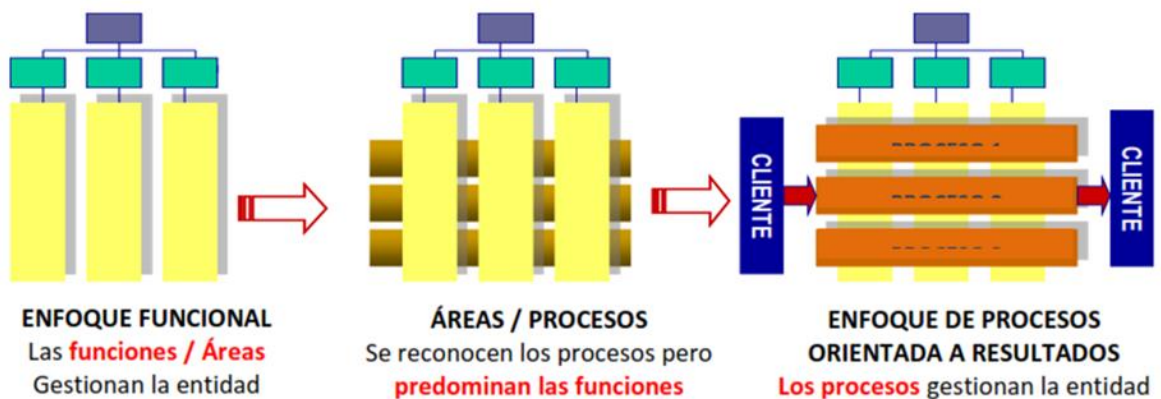 CLIENTE
CLIENTE
ENFOQUE FUNCIONAL
Las funciones / Áreas
Gestionan la entidad
ÁREAS / PROCESOS
Se reconocen los procesos pero
predominan las funciones
ENFOQUE DE PROCESOS
ORIENTADA A RESULTADOS
Los procesos gestionan la entidad